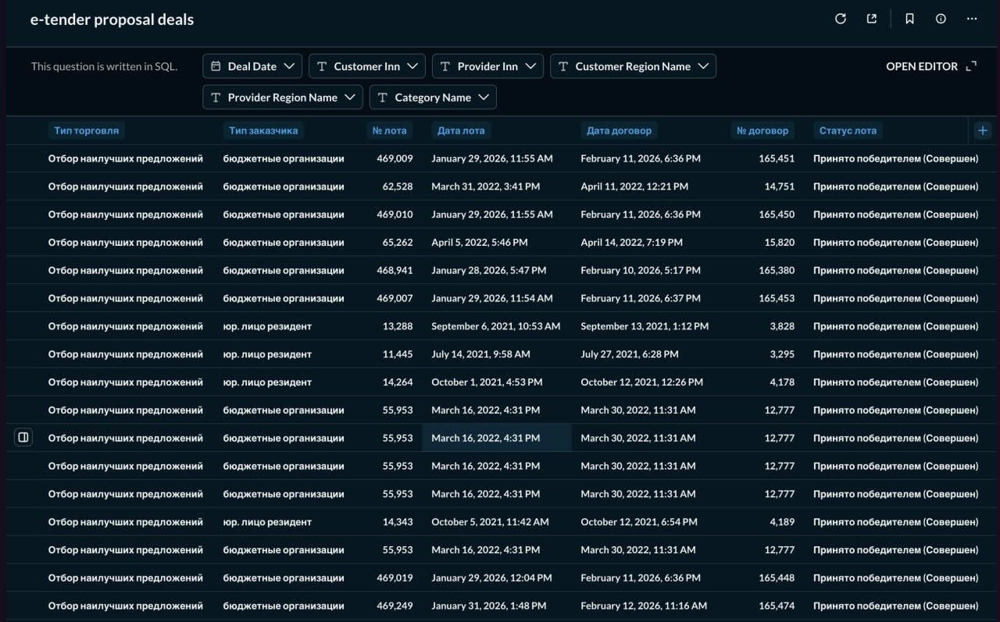 e-tender proposal deals
This question is written in SQL. Deal Date Customer Inn Provider Inn Customer Region Name OPEN EDITOR
Provider Region Name Category Name
Тип торговля Тип заказчика № лота Дата лота Дата договор № договор Статус лота
Отбор наилучших предложений бюджетные организации 469,009 January 29, 2026, 11:55 AM February 11, 2026, 6:36 PM 165,451 Принято победителем (Совершен)
Отбор наилучших предложений бюджетные организации 62,528 March 31, 2022, 3:41 PM April 11, 2022, 12:21 PM 14,751 Принято победителем (Совершен)
Отбор наилучших предложений бюджетные организации 469,010 January 29, 2026, 11:55 AM February 11, 2026, 6:36 PM 165,450 Принято победителем (Совершен)
Отбор наилучших предложений бюджетные организации 65,262 April 5, 2022, 5:46 PM April 14, 2022, 7:19 PM 15,820 Принято победителем (Совершен)
Отбор наилучших предложений бюджетные организации 468,941 January 28, 2026, 5:47 PM February 10, 2026, 5:17 PM 165,380 Принято победителем (Совершен)
Отбор наилучших предложений бюджетные организации 469,007 January 29, 2026, 11:54 AM February 11, 2026, 6:37 PM 165,453 Принято победителем (Совершен)
Отбор наилучших предложений юр. лицо резидент 13,288 September 6, 2021, 10:53 AM September 13, 2021, 1:12 PM 3,828 Принято победителем (Совершен)
Отбор наилучших предложений юр. лицо резидент 11,445 July 14, 2021, 9:58 AM July 27, 2021, 6:28 PM 3,295 Принято победителем (Совершен)
Отбор наилучших предложений юр. лицо резидент 14,264 October 1, 2021, 4:53 PM October 12, 2021, 12:26 PM 4,178 Принято победителем (Совершен)
Отбор наилучших предложений бюджетные организации 55,953 March 16, 2022, 4:31 PM March 30, 2022, 11:31 AM 12,777 Принято победителем (Совершен)
Отбор наилучших предложений бюджетные организации 55,953 March 16, 2022, 4:31 PM March 30, 2022, 11:31 AM 12,777 Принято победителем (Совершен)
Отбор наилучших предложений бюджетные организации 55,953 March 16, 2022, 4:31 PM March 30, 2022, 11:31 AM 12,777 Принято победителем (Совершен)
Отбор наилучших предложений бюджетные организации 55,953 March 16, 2022, 4:31 PM March 30, 2022, 11:31 AM 12,777 Принято победителем (Совершен)
Отбор наилучших предложений юр. лицо резидент 14,343 October 5, 2021, 11:42 AM October 12, 2021, 6:54 PM 4,189 Принято победителем (Совершен)
Отбор наилучших предложений бюджетные организации 55,953 March 16, 2022, 4:31 PM March 30, 2022, 11:31 AM 12,777 Принято победителем (Совершен)
Отбор наилучших предложений бюджетные организации 469,019 January 29, 2026, 12:04 PM February 11, 2026, 6:36 PM 165,448 Принято победителем (Совершен)
Отбор наилучших предложений бюджетные организации 469,249 January 31, 2026, 1:48 PM February 12, 2026, 11:16 AM 165,474 Принято победителем (Совершен)